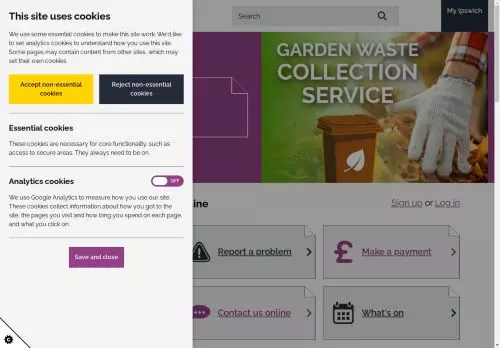 This site uses cookies
We use some essential cookies to make this site work. We'd like
to set analytics cookies to understand how you use this site.
Some pages may contain content from other sites, which may
set their own cookies.
Accept non-essential
cookies
Reject non-essential
cookies
Essential cookies
These cookies are necessary for core functionality, such as
access to secure areas. They always need to be on.
Analytics cookies
OFF
We use Google Analytics to measure how you use our site.
These cookies collect information about how you got to the
site, the pages you visit and how long you spend on each page,
and what you click on.
Save and close
Search
My Ipswich
GARDEN WASTE
COLLECTION
SERVICE
line
Sign up or Log in
Report a problem
Make a payment
Contact us online
What's on